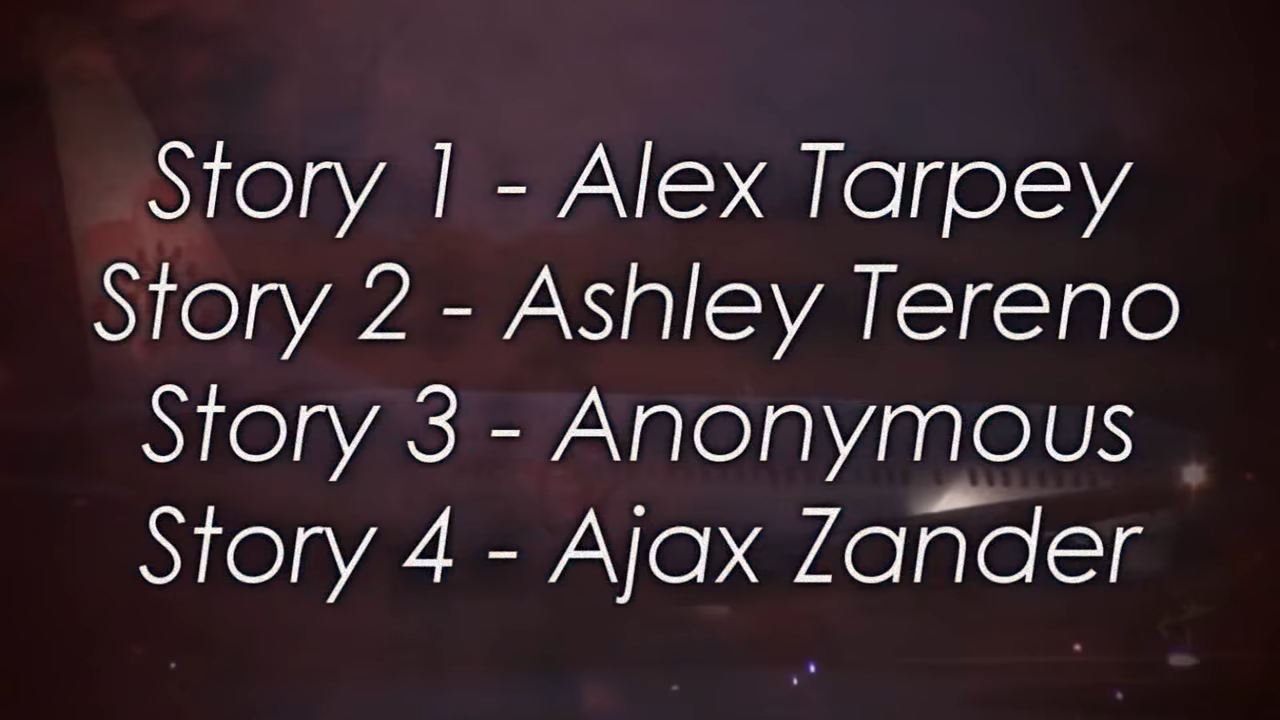 Story 1 - Alex Tarpey
Story 2 - Ashley Tereno
Story 3 - Anonymous
Story 4 - Ajax Zander